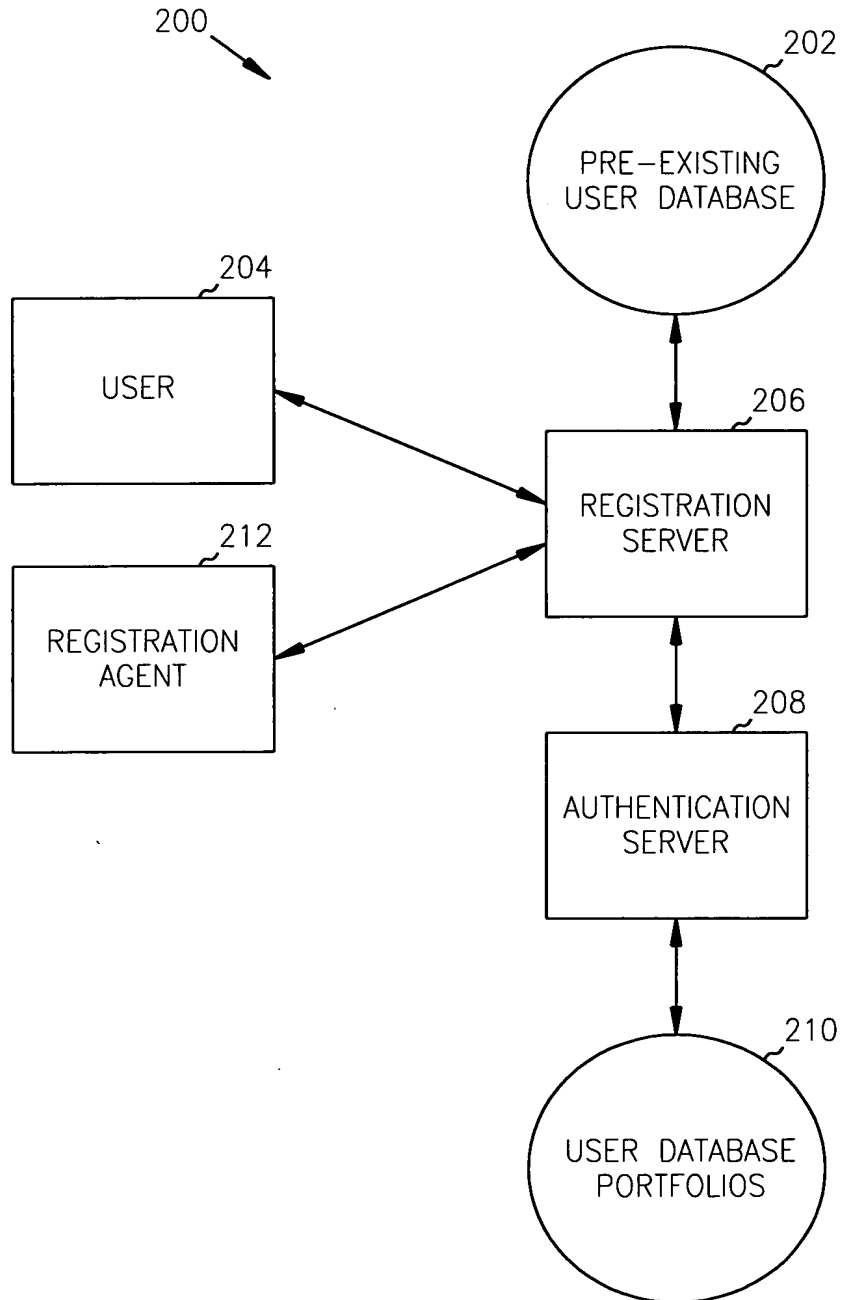 200
202
PRE-EXISTING
USER DATABASE
204
USER
206
REGISTRATION
SERVER
212
REGISTRATION
AGENT
208
AUTHENTICATION
SERVER
210
USER DATABASE
PORTFOLIOS